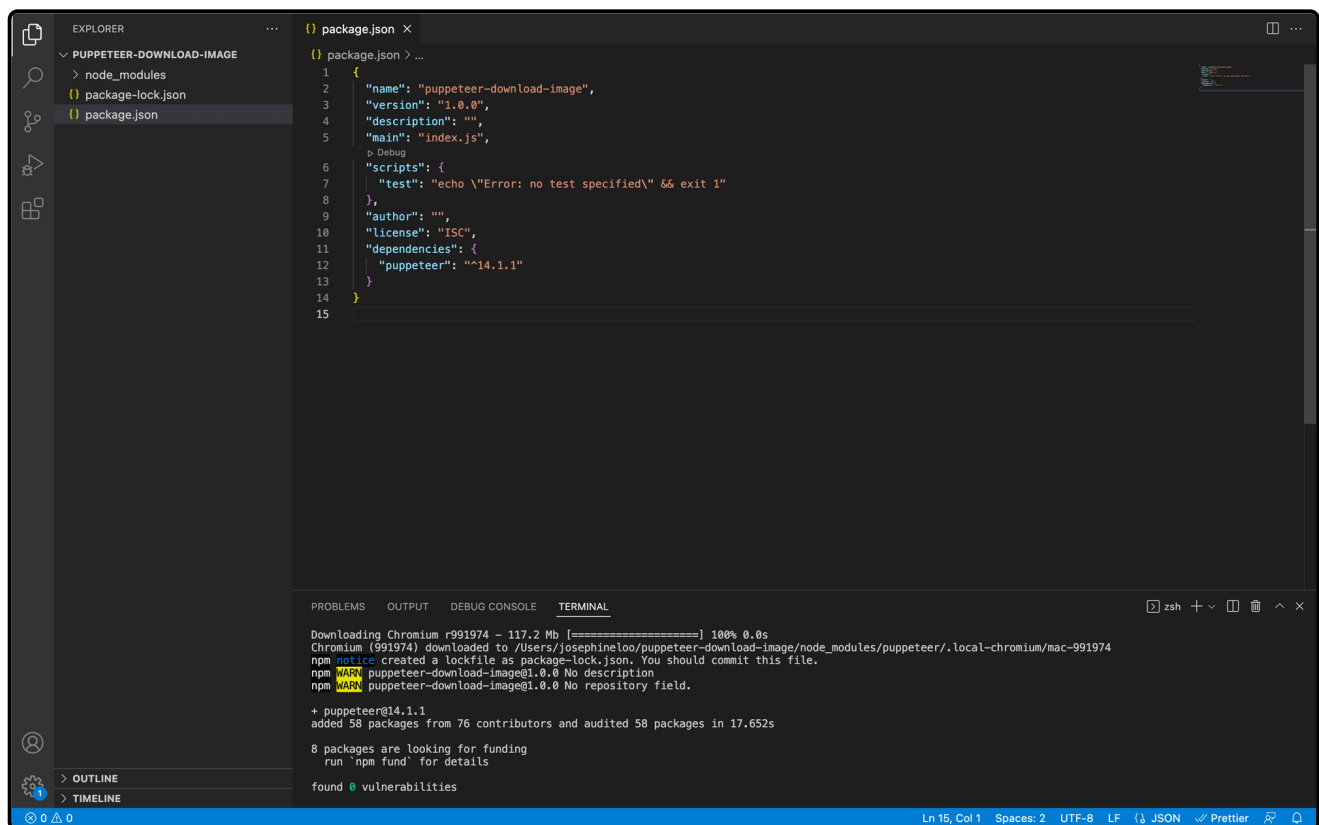 EXPLORER
PUPPETEER-DOWNLOAD-IMAGE
node_modules
{} package-lock.json
{} package.json
OUTLINE
TIMELINE
{} package.json
{} package.json > ...
1 {
2 "name": "puppeteer-download-image",
3 "version": "1.0.0",
4 "description": "",
5 "main": "index.js",
Debug
6 "scripts": {
7 "test": "echo \"Error: no test specified\" && exit 1"
8 },
9 "author": "",
10 "license": "ISC",
11 "dependencies": {
12 "puppeteer": "^14.1.1"
13 }
14 }
15
PROBLEMS OUTPUT DEBUG CONSOLE TERMINAL
zsh
Downloading Chromium r991974 - 117.2 Mb [====================] 100% 0.0s
Chromium (991974) downloaded to /Users/josephineloo/puppeteer-download-image/node_modules/puppeteer/.local-chromium/mac-991974
npm notice created a lockfile as package-lock.json. You should commit this file.
npm WARN puppeteer-download-image@1.0.0 No description
npm WARN puppeteer-download-image@1.0.0 No repository field.
+ puppeteer@14.1.1
added 58 packages from 76 contributors and audited 58 packages in 17.652s
8 packages are looking for funding
run `npm fund` for details
found 0 vulnerabilities
1
0 0
Ln 15, Col 1 Spaces: 2 UTF-8 LF JSON Prettier